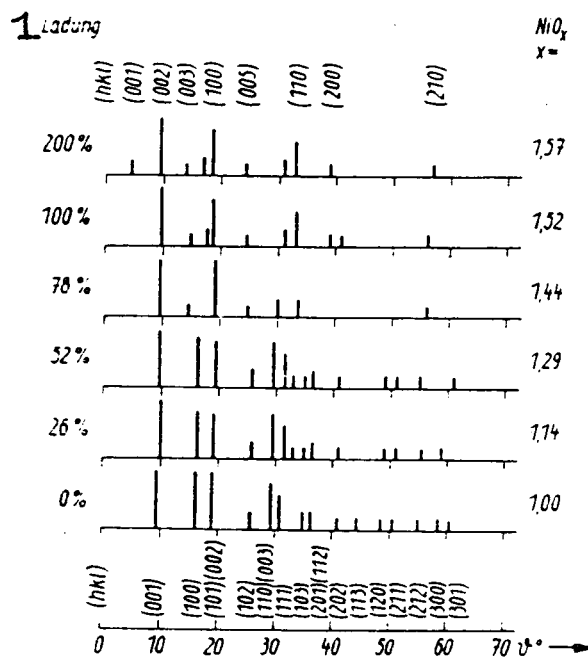 1 Ladung
NiOₓ
x =
(hkl) (001) (002) (003) (100) (005) (110) (200) (210)
200 % 1,57
100 % 1,52
78 % 1,44
52 % 1,29
26 % 1,14
0 % 1,00
(hkl) (001) (100) (101) (002) (102) (110) (003) (111) (103) (201) (112) (202) (113) (120) (211) (212) (300) (301)
0 10 20 30 40 50 60 70 ϑ °